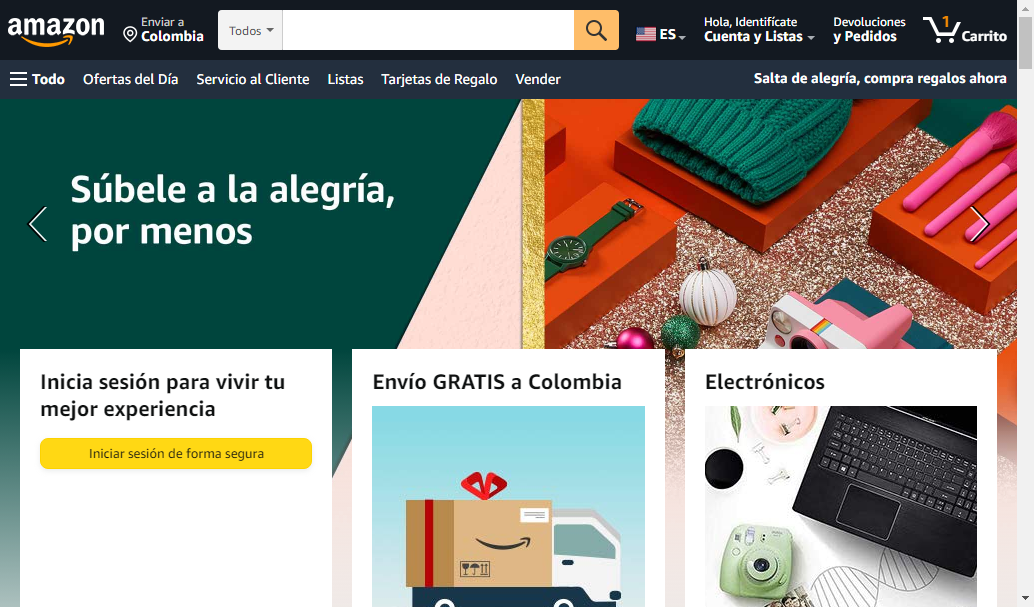 amazon
Enviar a
Colombia
Todos
ES
Hola, Identifícate
Cuenta y Listas
Devoluciones
y Pedidos
1
Carrito
Todo
Ofertas del Día
Servicio al Cliente
Listas
Tarjetas de Regalo
Vender
Salta de alegría, compra regalos ahora
Súbele a la alegría,
por menos
Inicia sesión para vivir tu
mejor experiencia
Iniciar sesión de forma segura
Envío GRATIS a Colombia
Electrónicos